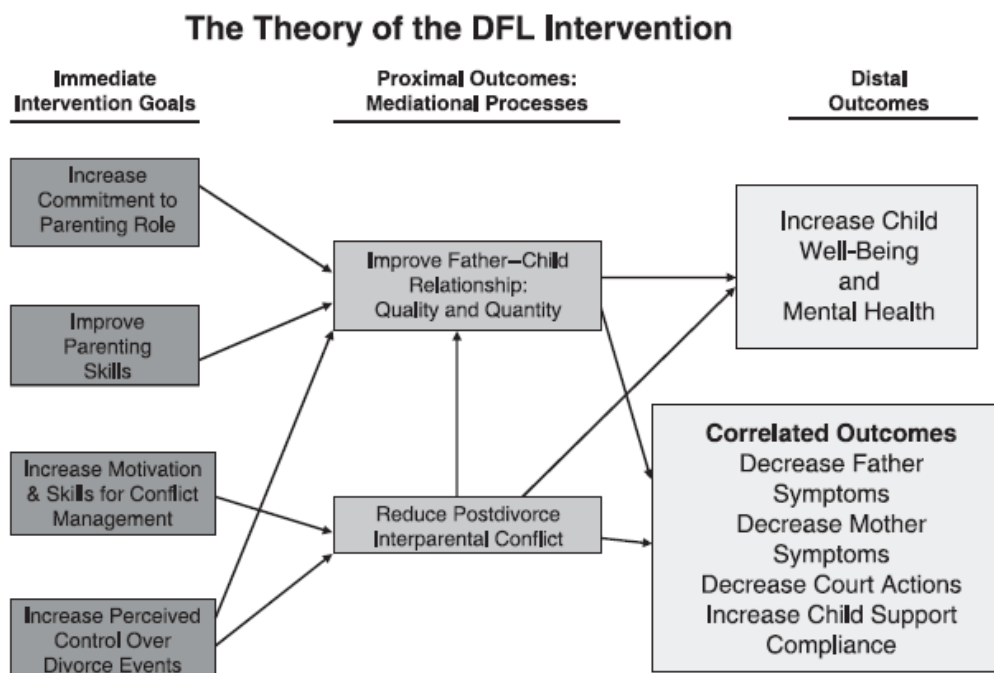 The Theory of the DFL Intervention
Immediate
Intervention Goals
Proximal Outcomes:
Mediational Processes
Distal
Outcomes
Increase
Commitment to
Parenting Role
Improve
Parenting
Skills
Increase Motivation
& Skills for Conflict
Management
Increase Perceived
Control Over
Divorce Events
Improve Father–Child
Relationship:
Quality and Quantity
Reduce Postdivorce
Interparental Conflict
Increase Child
Well-Being
and
Mental Health
Correlated Outcomes
Decrease Father
Symptoms
Decrease Mother
Symptoms
Decrease Court Actions
Increase Child Support
Compliance